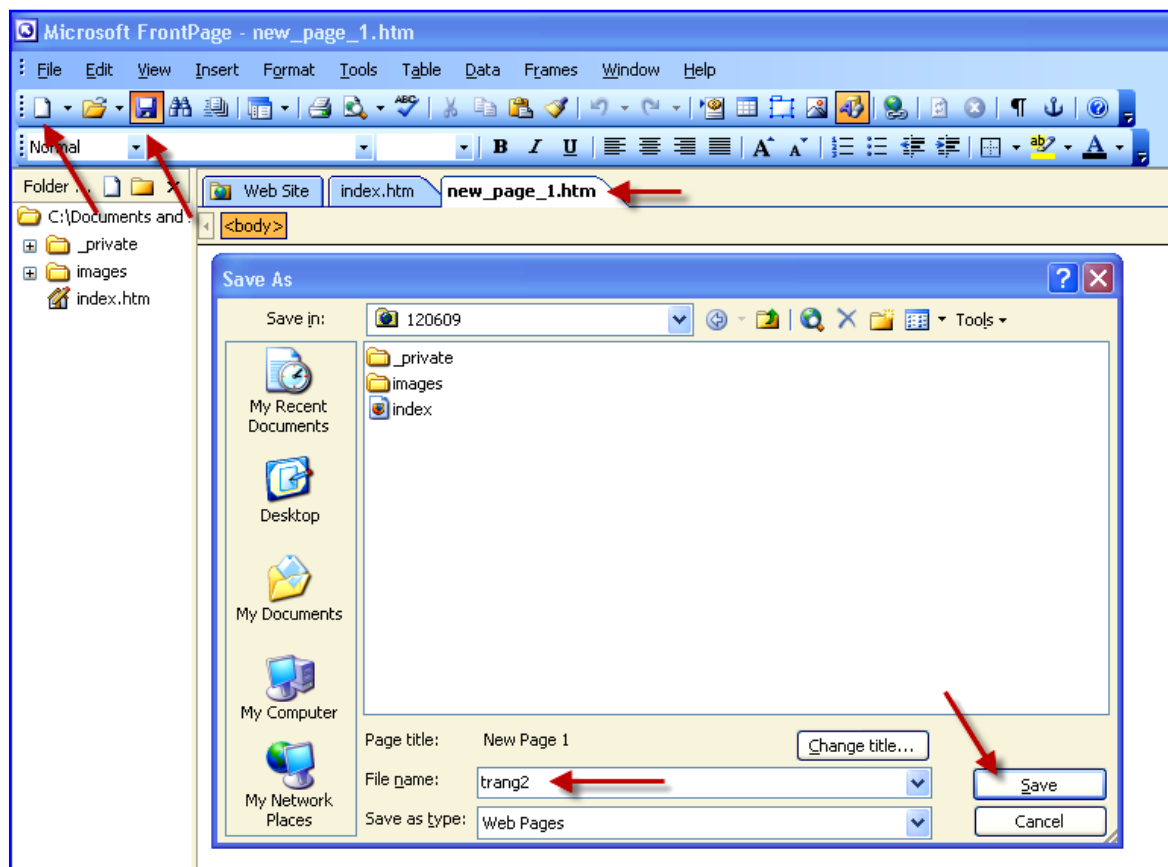 Microsoft FrontPage - new_page_1.htm
File Edit View Insert Format Tools Table Data Frames Window Help
ABC
ab
A
Normal B I U A A
Folder ...
Web Site index.htm new_page_1.htm
C:\Documents and
<body>
_private
images
index.htm
Save As
Save in: 120609 Tools
_private
images
index
My Recent
Documents
Desktop
My Documents
My Computer
My Network
Places
Page title: New Page 1 Change title...
File name: trang2 Save
Save as type: Web Pages Cancel